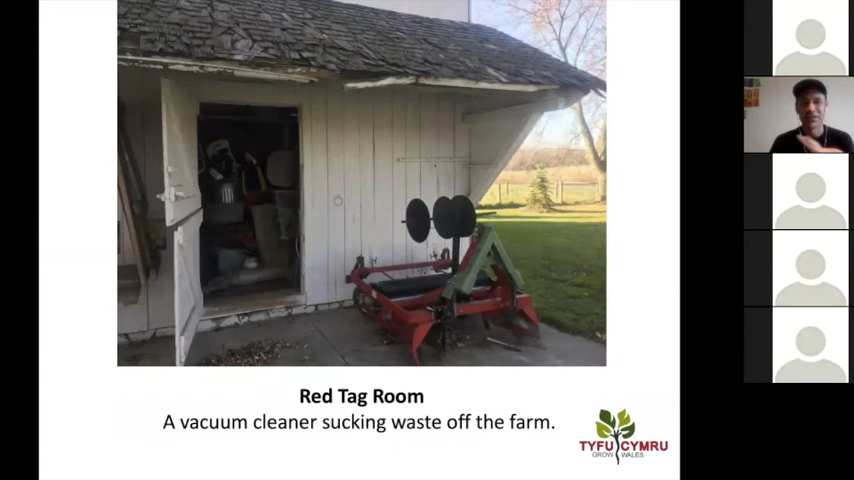 Red Tag Room
A vacuum cleaner sucking waste off the farm.
TYFU CYMRU
GROW WALES